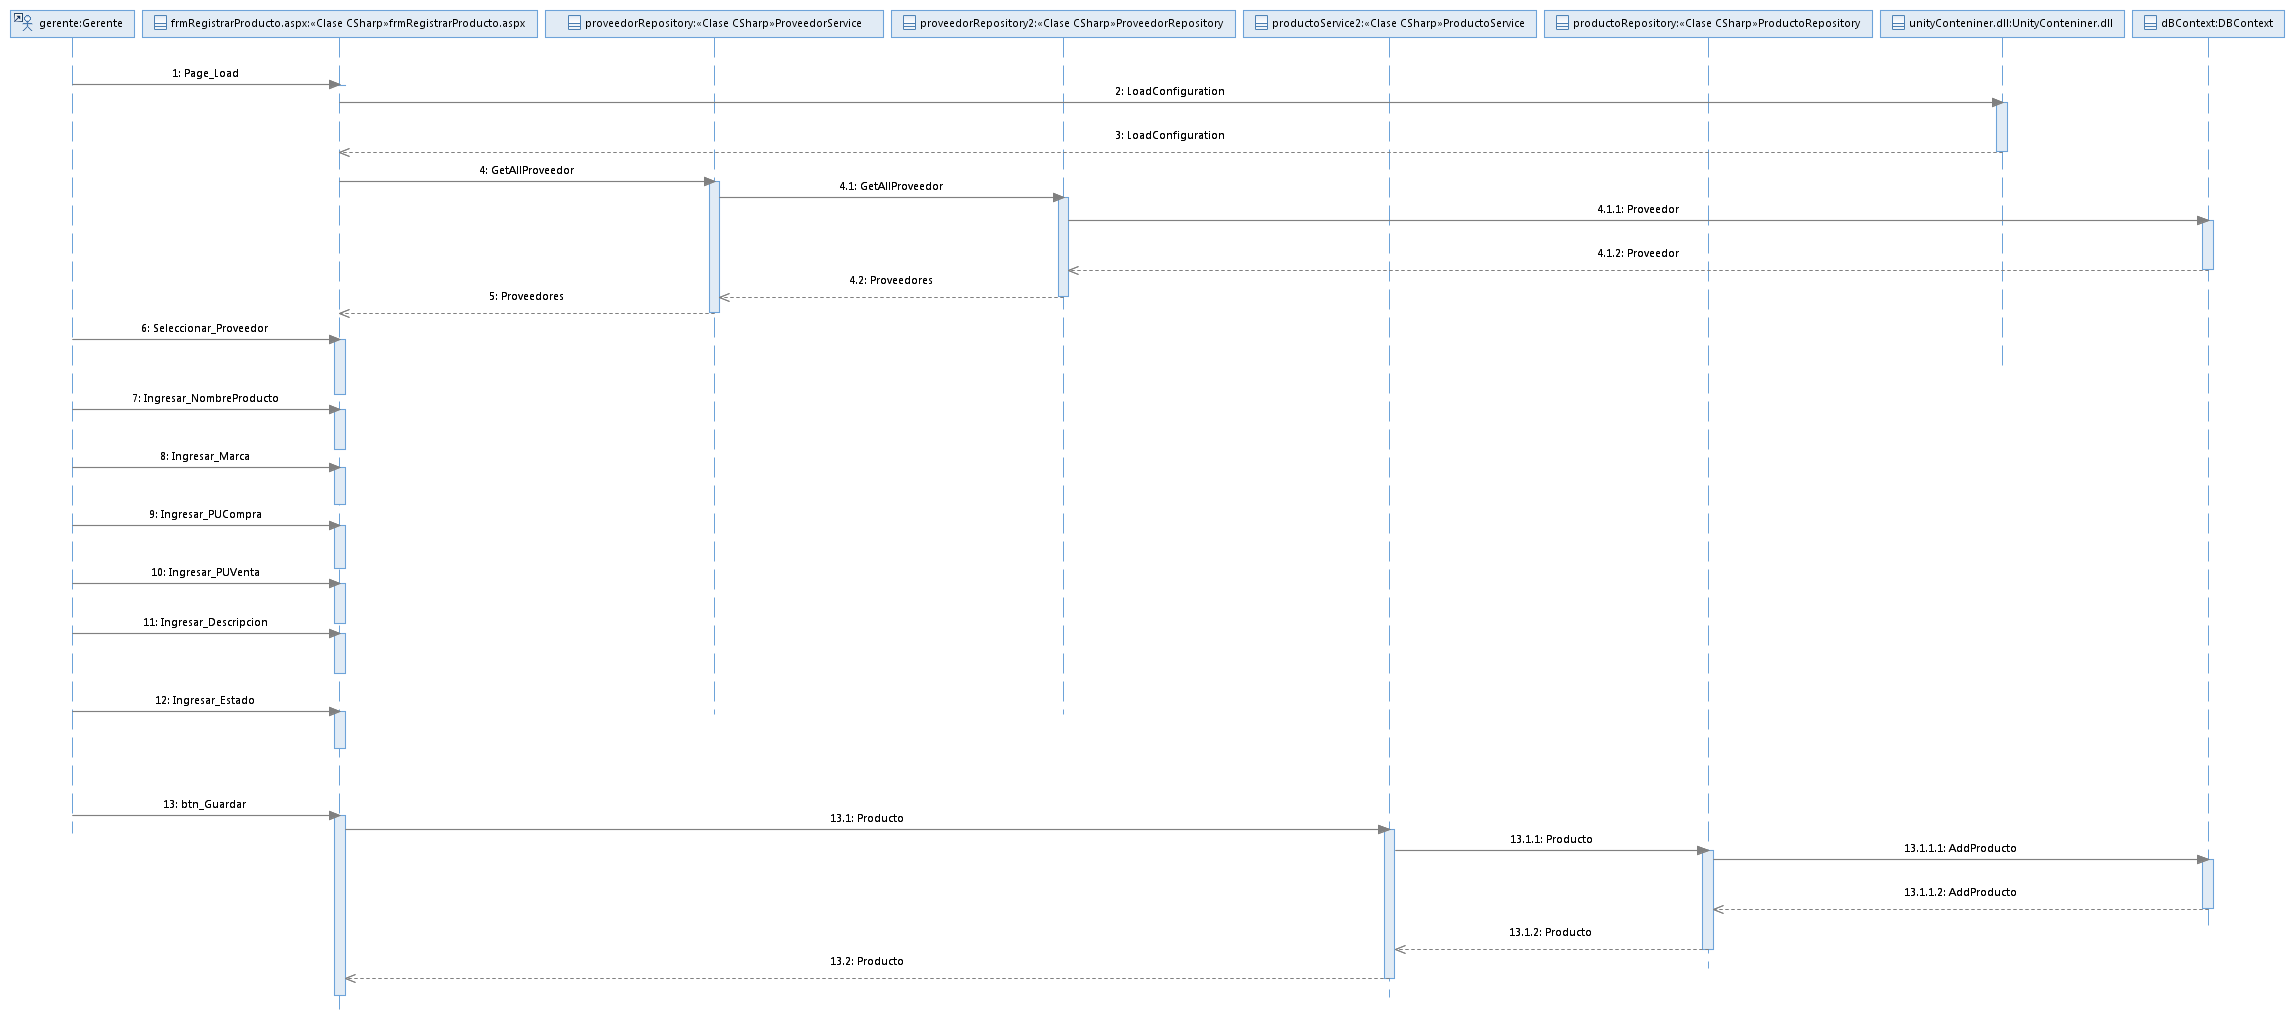 gerente:Gerente
frmRegistrarProducto.aspx:«Clase CSharp»frmRegistrarProducto.aspx
proveedorRepository:«Clase CSharp»ProveedorService
proveedorRepository2:«Clase CSharp»ProveedorRepository
productoService2:«Clase CSharp»ProductoService
productoRepository:«Clase CSharp»ProductoRepository
unityConteniner.dll:UnityConteniner.dll
dBContext:DBContext
1: Page_Load
2: LoadConfiguration
3: LoadConfiguration
4: GetAllProveedor
4.1: GetAllProveedor
4.1.1: Proveedor
4.1.2: Proveedor
4.2: Proveedores
5: Proveedores
6: Seleccionar_Proveedor
7: Ingresar_NombreProducto
8: Ingresar_Marca
9: Ingresar_PUCompra
10: Ingresar_PUVenta
11: Ingresar_Descripcion
12: Ingresar_Estado
13: btn_Guardar
13.1: Producto
13.1.1: Producto
13.1.1.1: AddProducto
13.1.1.2: AddProducto
13.1.2: Producto
13.2: Producto